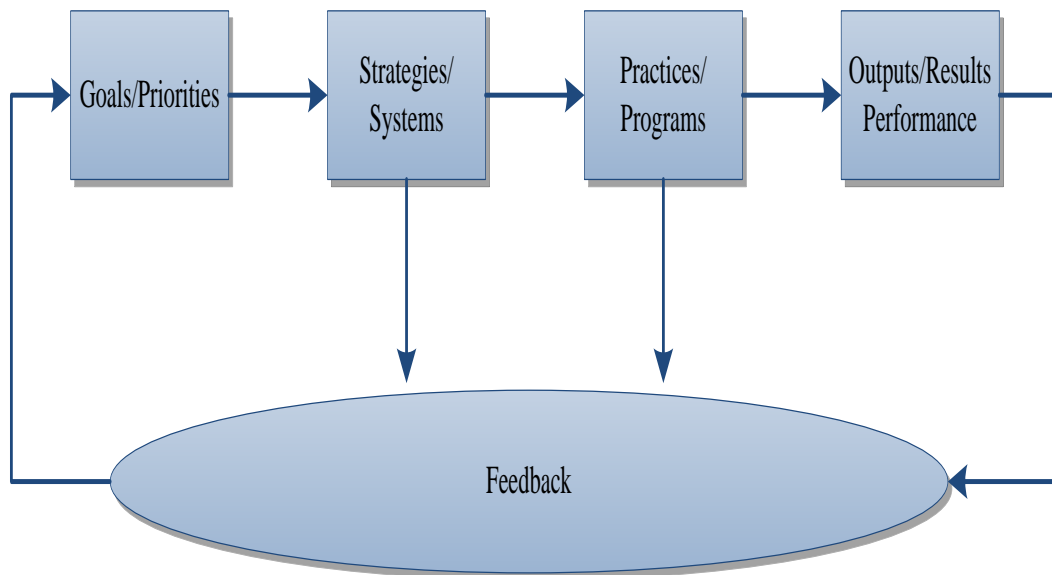 Goals/Priorities
Strategies/
Systems
Practices/
Programs
Outputs/Results
Performance
Feedback